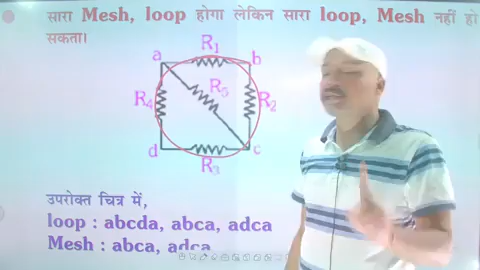 सारा Mesh, loop होगा लेकिन सारा loop, Mesh नहीं हो
सकता।
a R₁ b
R₅
R₄ R₂
d R₃ c
उपरोक्त चित्र में,
loop : abcda, abca, adca
Mesh : abca, adca